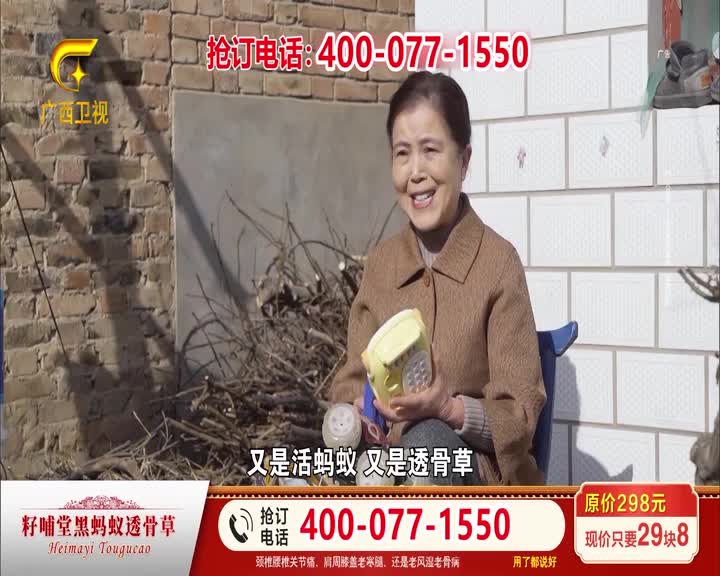 抢订电话:400-077-1550
广告
广西卫视
又是活蚂蚁 又是透骨草
籽哺堂黑蚂蚁透骨草
Heimayi Tougucao
抢订
电话
400-077-1550
原价298元
现价只要29块8
颈椎腰椎关节痛、肩周膝盖老寒腿、还是老风湿老骨病 用了都说好